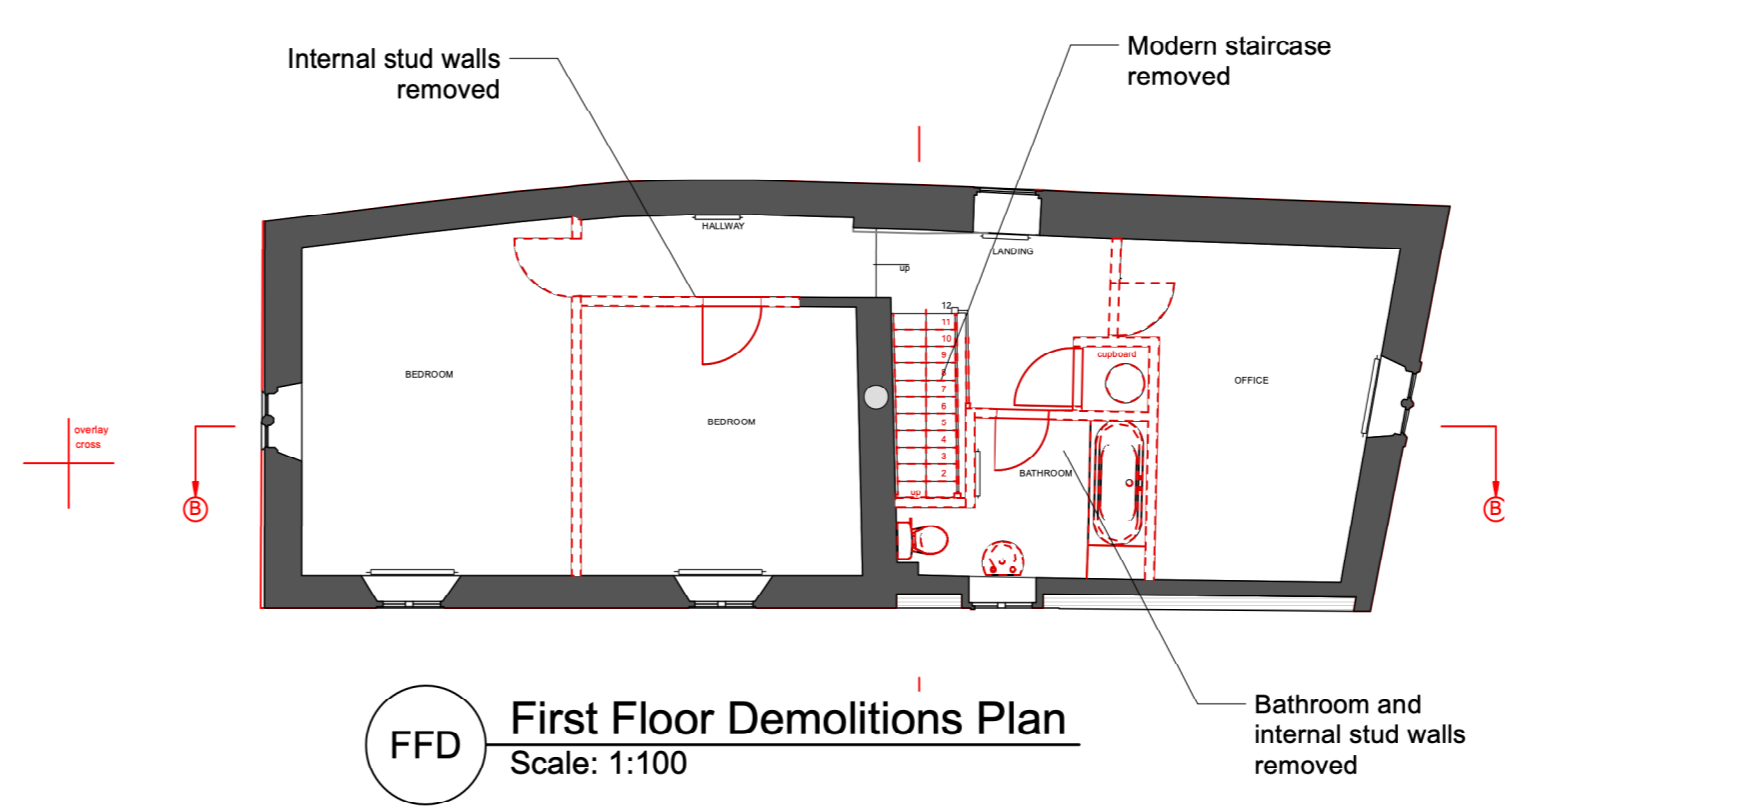 Internal stud walls
removed
Modern staircase
removed
HALLWAY
LANDING
up
12
11
10
9
8
7
6
5
4
3
2
up
cupboard
BEDROOM
BEDROOM
OFFICE
BATHROOM
overlay
cross
B
B
FFD
First Floor Demolitions Plan
Scale: 1:100
Bathroom and
internal stud walls
removed